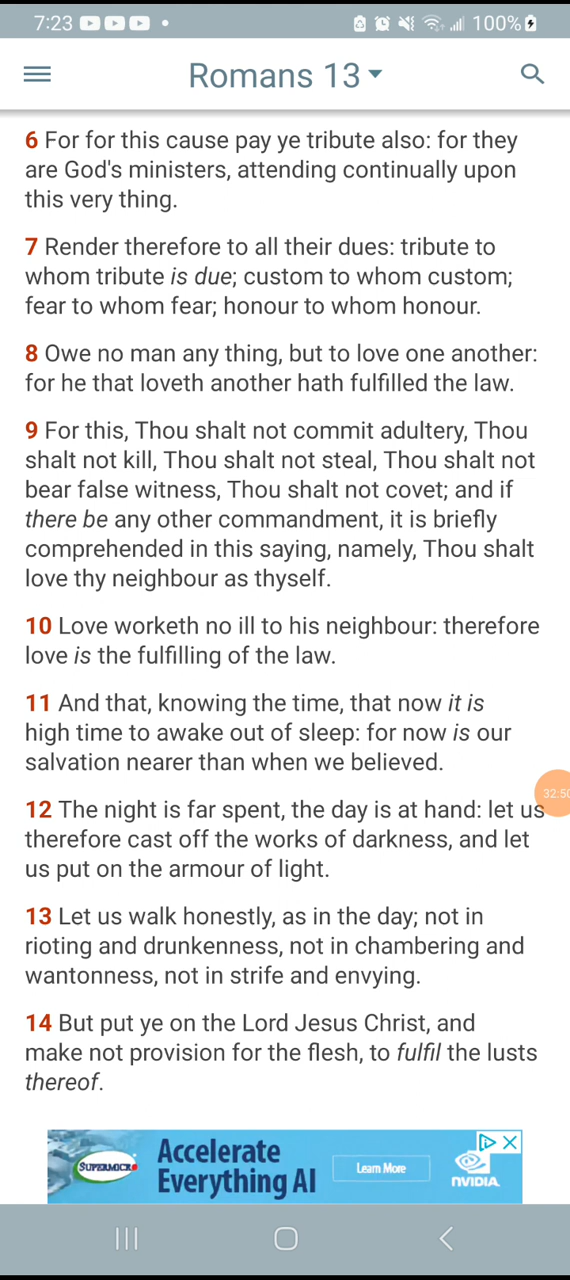 7:23
100%
Romans 13
6 For for this cause pay ye tribute also: for they
are God's ministers, attending continually upon
this very thing.
7 Render therefore to all their dues: tribute to
whom tribute is due; custom to whom custom;
fear to whom fear; honour to whom honour.
8 Owe no man any thing, but to love one another:
for he that loveth another hath fulfilled the law.
9 For this, Thou shalt not commit adultery, Thou
shalt not kill, Thou shalt not steal, Thou shalt not
bear false witness, Thou shalt not covet; and if
there be any other commandment, it is briefly
comprehended in this saying, namely, Thou shalt
love thy neighbour as thyself.
10 Love worketh no ill to his neighbour: therefore
love is the fulfilling of the law.
11 And that, knowing the time, that now it is
high time to awake out of sleep: for now is our
salvation nearer than when we believed.
32:50
12 The night is far spent, the day is at hand: let us
therefore cast off the works of darkness, and let
us put on the armour of light.
13 Let us walk honestly, as in the day; not in
rioting and drunkenness, not in chambering and
wantonness, not in strife and envying.
14 But put ye on the Lord Jesus Christ, and
make not provision for the flesh, to fulfil the lusts
thereof.
SUPERMICRO
Accelerate
Everything AI
Learn More
NVIDIA.